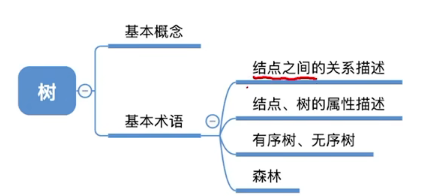 树
基本概念
基本术语
结点之间的关系描述
结点、树的属性描述
有序树、无序树
森林